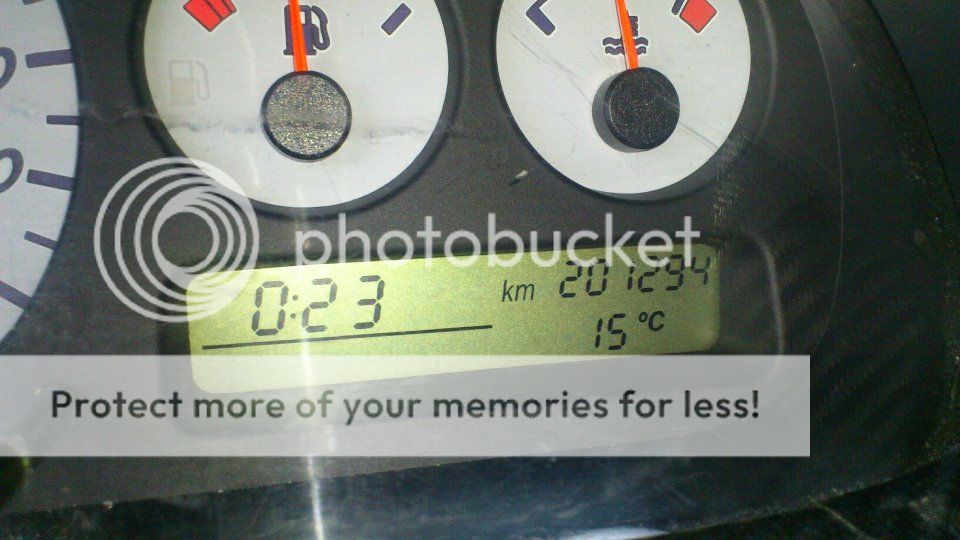 photobucket
0:23
km 201294
15 °C
Protect more of your memories for less!